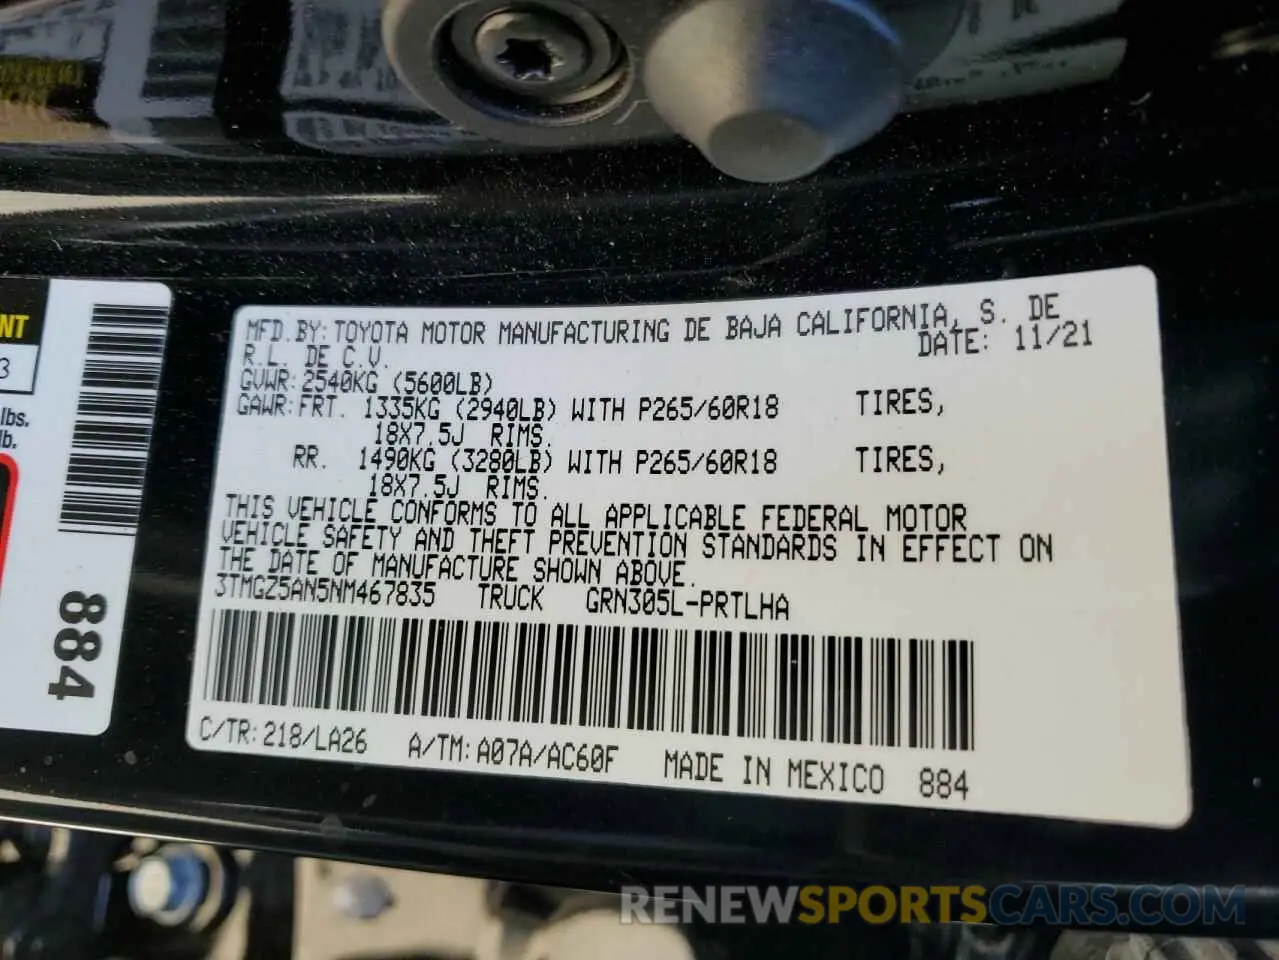 NT
3
lbs.
lb.
884
MFD.BY: TOYOTA MOTOR MANUFACTURING DE BAJA CALIFORNIA, S. DE
R.L. DE C.V. DATE: 11/21
GVWR: 2540KG (5600LB)
GAWR: FRT. 1335KG (2940LB) WITH P265/60R18 TIRES,
18X7.5J RIMS.
RR. 1490KG (3280LB) WITH P265/60R18 TIRES,
18X7.5J RIMS.
THIS VEHICLE CONFORMS TO ALL APPLICABLE FEDERAL MOTOR
VEHICLE SAFETY AND THEFT PREVENTION STANDARDS IN EFFECT ON
THE DATE OF MANUFACTURE SHOWN ABOVE.
3TMGZ5AN5NM467835 TRUCK GRN305L-PRTLHA
C/TR: 218/LA26 A/TM: A07A/AC60F MADE IN MEXICO 884
RENEWSPORTSCARS.COM